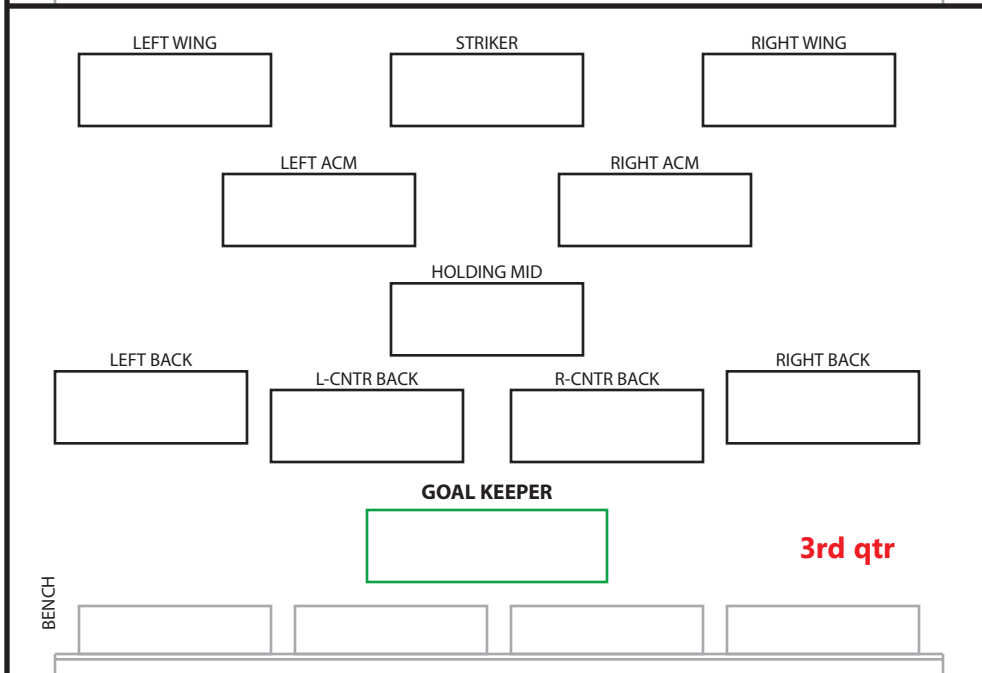 LEFT WING
STRIKER
RIGHT WING
LEFT ACM
RIGHT ACM
HOLDING MID
LEFT BACK
L-CNTR BACK
R-CNTR BACK
RIGHT BACK
GOAL KEEPER
3rd qtr
BENCH